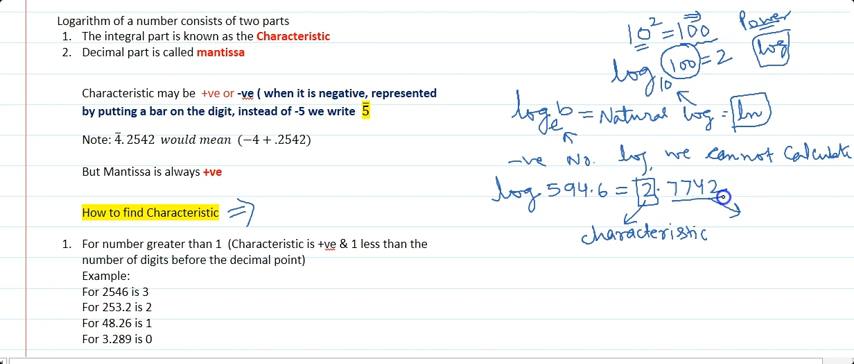 Logarithm of a number consists of two parts
1. The integral part is known as the Characteristic
2. Decimal part is called mantissa
Characteristic may be +ve or -ve ( when it is negative, represented
by putting a bar on the digit, instead of -5 we write 5̅
Note: 4̅.2542 would mean (−4 + .2542)
But Mantissa is always +ve
How to find Characteristic ⇒
1. For number greater than 1 (Characteristic is +ve & 1 less than the
number of digits before the decimal point)
Example:
For 2546 is 3
For 253.2 is 2
For 48.26 is 1
For 3.289 is 0
10² = 100 Power
log₁₀ 100 = 2 log
logₑ b = Natural log = ln
-ve No. log, we cannot Calculate
log 594.6 = 2.7742
characteristic